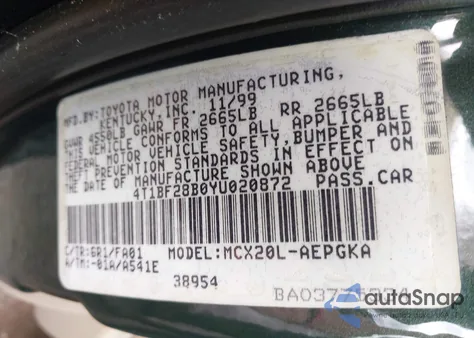 MFD.BY:TOYOTA MOTOR MANUFACTURING,
KENTUCKY,INC. 11/99
GVWR 4550LB GAWR FR 2665LB RR 2665LB
THIS VEHICLE CONFORMS TO ALL APPLICABLE
FEDERAL MOTOR VEHICLE SAFETY,BUMPER AND
THEFT PREVENTION STANDARDS IN EFFECT ON
THE DATE OF MANUFACTURE SHOWN ABOVE
4T1BF28B0YU020872 PASS.CAR
C/TR:6R1/FA01 MODEL:MCX20L-AEPGKA
A/TM:-01A/A541E
38954
autoSnap